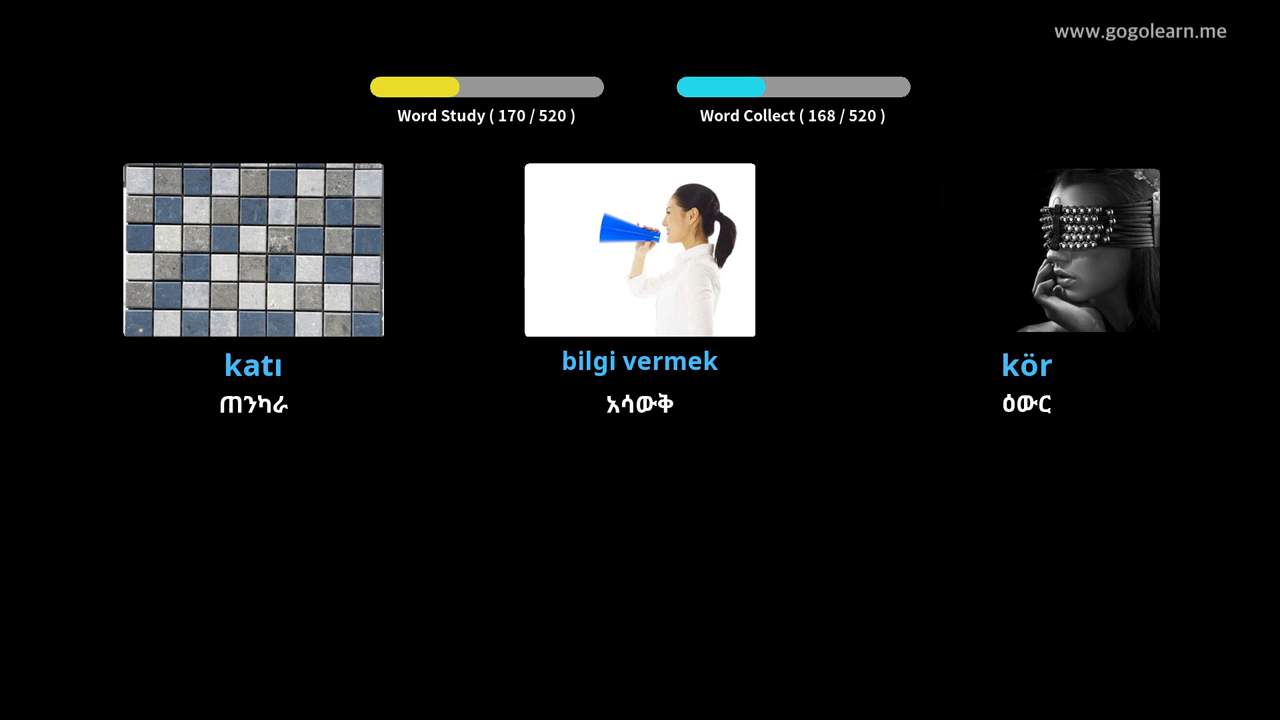 www.gogolearn.me
Word Study ( 170 / 520 )
Word Collect ( 168 / 520 )
katı
bilgi vermek
kör
ጠንካራ
አሳውቅ
ዕውር